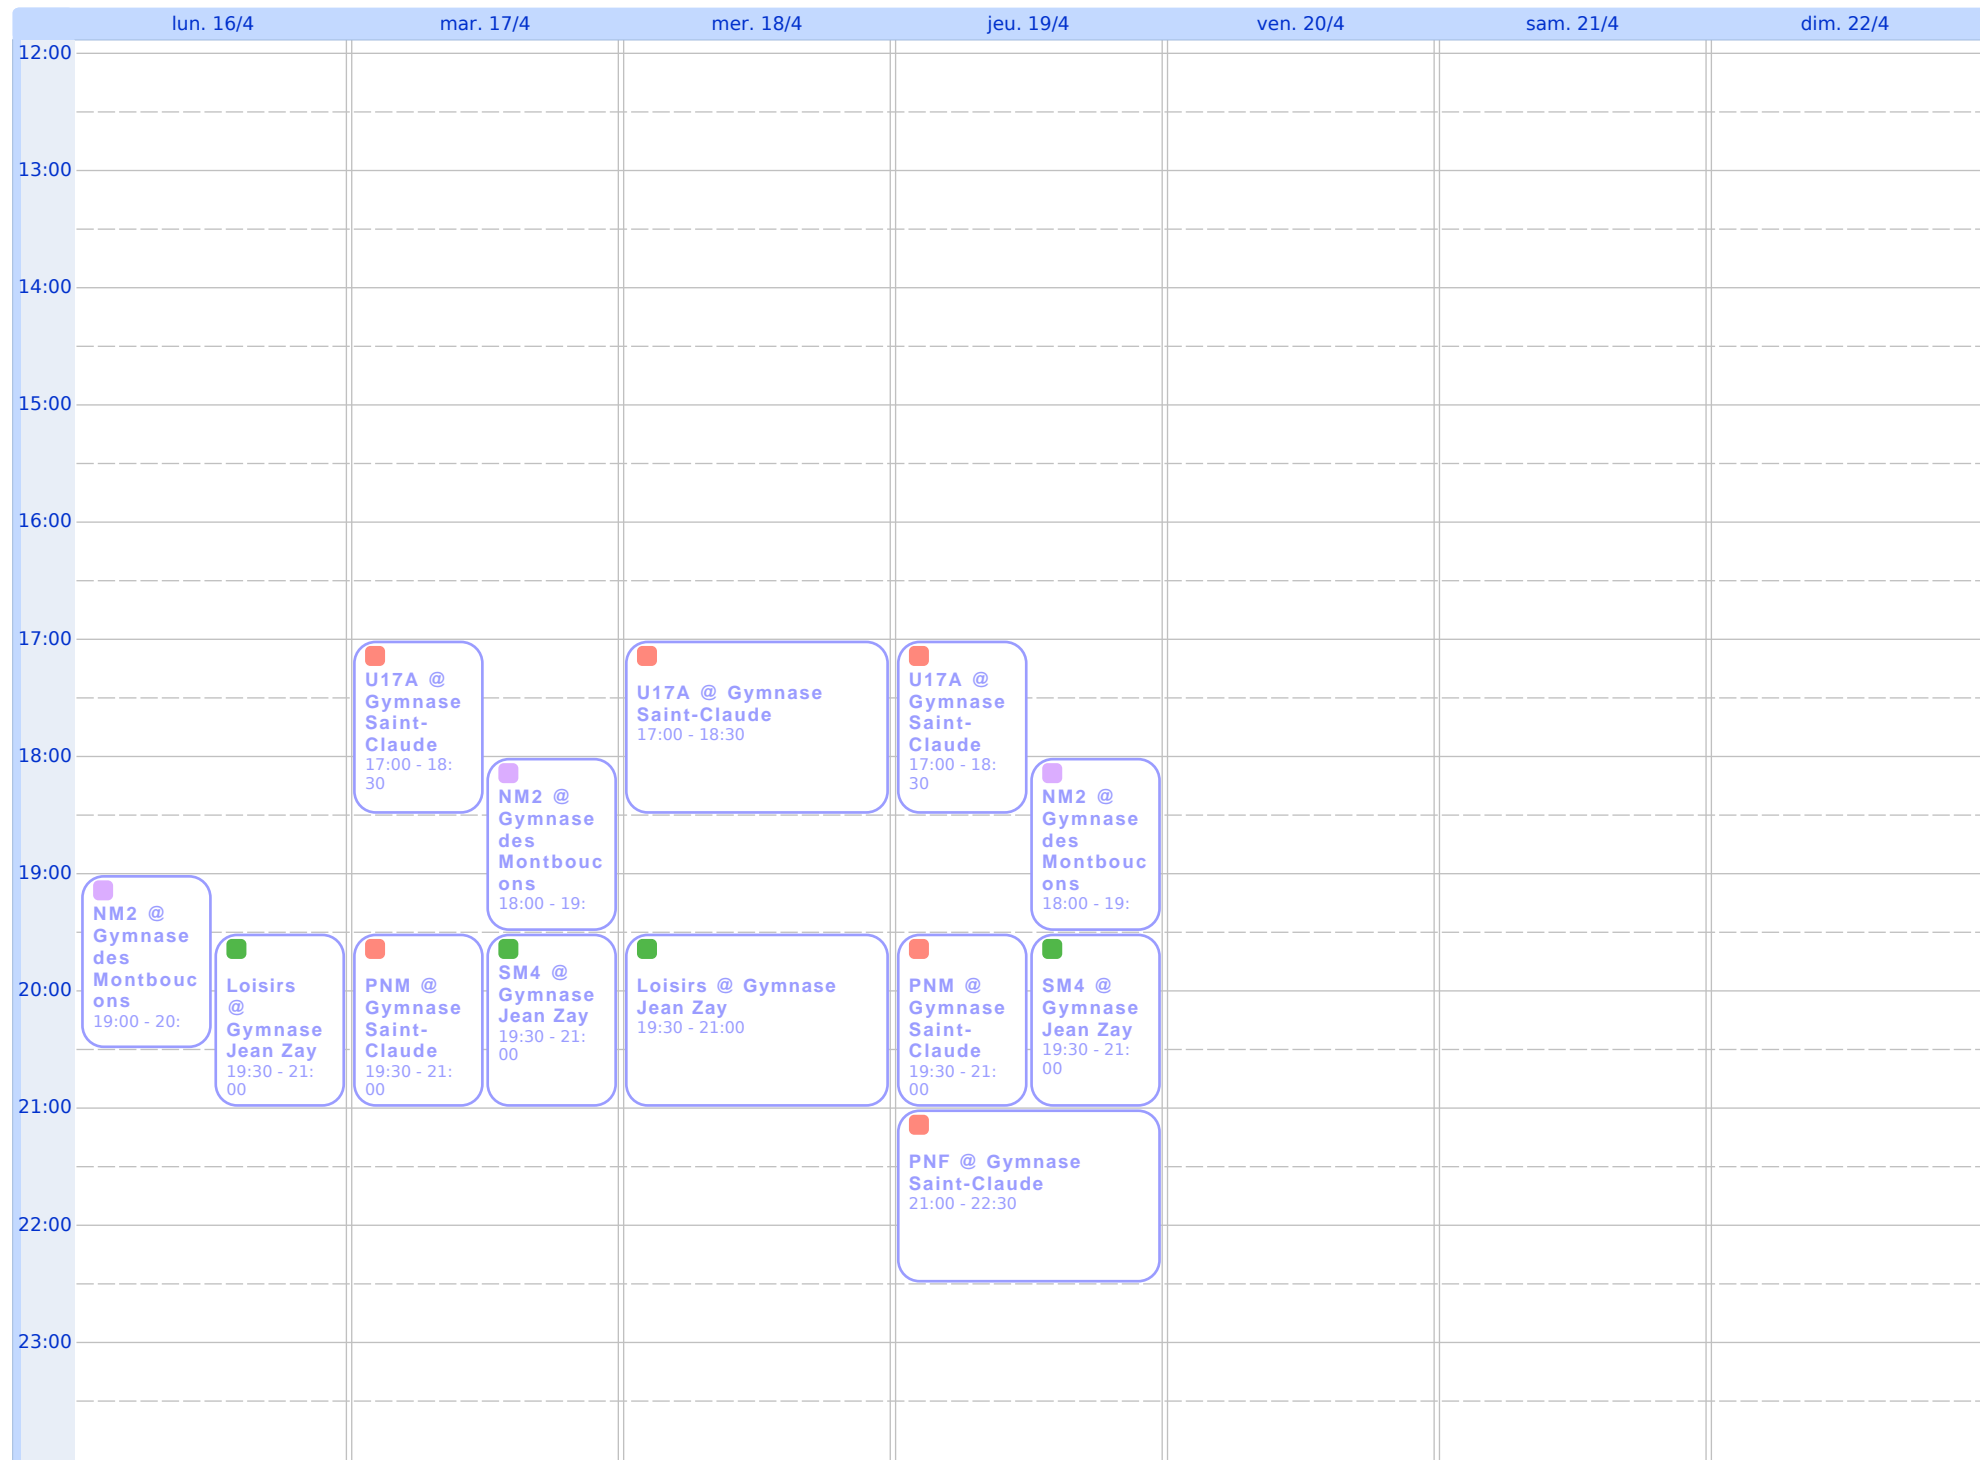 lun. 16/4
mar. 17/4
mer. 18/4
jeu. 19/4
ven. 20/4
sam. 21/4
dim. 22/4
12:00
13:00
14:00
15:00
16:00
17:00
18:00
19:00
20:00
21:00
22:00
23:00
NM2 @
Gymnase
des
Montbouc
ons
19:00 - 20:
Loisirs
@
Gymnase
Jean Zay
19:30 - 21:
00
U17A @
Gymnase
Saint-
Claude
17:00 - 18:
30
NM2 @
Gymnase
des
Montbouc
ons
18:00 - 19:
PNM @
Gymnase
Saint-
Claude
19:30 - 21:
00
SM4 @
Gymnase
Jean Zay
19:30 - 21:
00
U17A @ Gymnase
Saint-Claude
17:00 - 18:30
Loisirs @ Gymnase
Jean Zay
19:30 - 21:00
U17A @
Gymnase
Saint-
Claude
17:00 - 18:
30
NM2 @
Gymnase
des
Montbouc
ons
18:00 - 19:
PNM @
Gymnase
Saint-
Claude
19:30 - 21:
00
SM4 @
Gymnase
Jean Zay
19:30 - 21:
00
PNF @ Gymnase
Saint-Claude
21:00 - 22:30